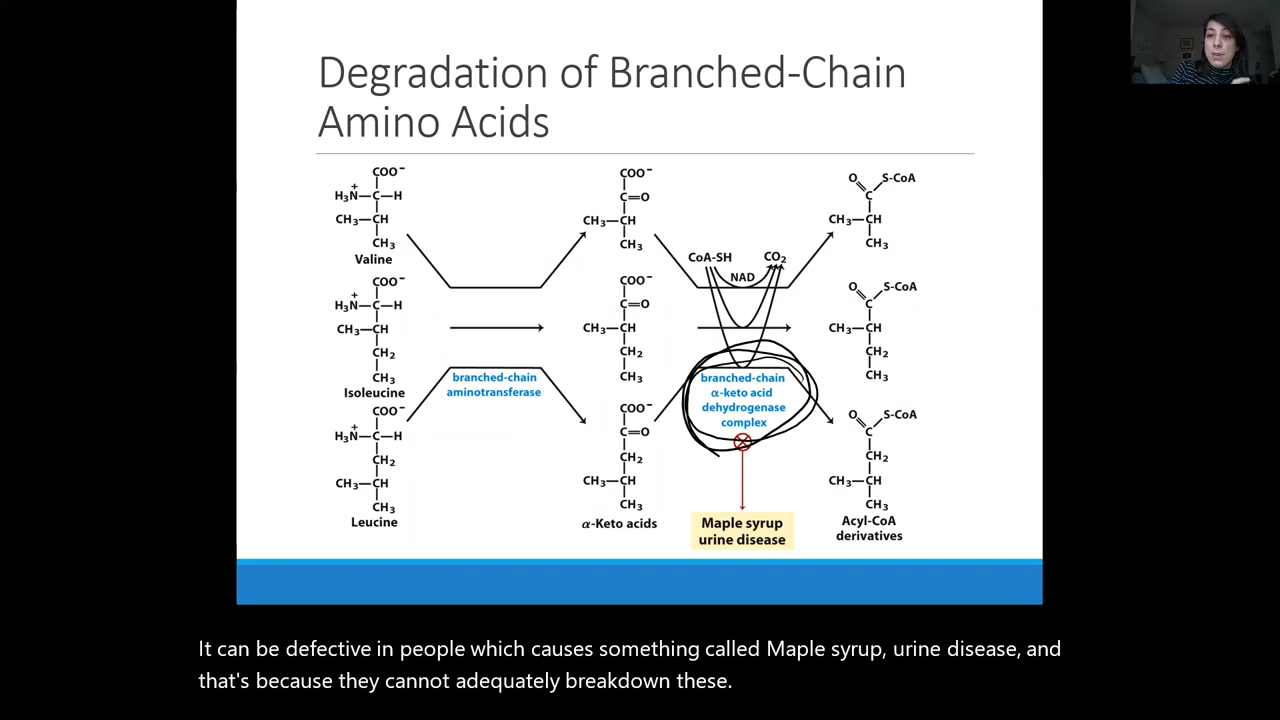 Degradation of Branched-Chain
Amino Acids
COO⁻
H₃N⁺—C—H
CH₃—CH
CH₃
Valine
COO⁻
C=O
CH₃—CH
CH₃
CoA-SH
NAD
CO₂
O
S-CoA
C
CH₃—CH
CH₃
COO⁻
H₃N⁺—C—H
CH₃—CH
CH₂
CH₃
Isoleucine
COO⁻
C=O
CH₃—CH
CH₂
CH₃
O
S-CoA
C
CH₃—CH
CH₂
CH₃
branched-chain
aminotransferase
branched-chain
α-keto acid
dehydrogenase
complex
COO⁻
H₃N⁺—C—H
CH₂
CH₃—CH
CH₃
Leucine
COO⁻
C=O
CH₂
CH₃—CH
CH₃
α-Keto acids
Maple syrup
urine disease
O
S-CoA
C
CH₂
CH₃—CH
CH₃
Acyl-CoA
derivatives
It can be defective in people which causes something called Maple syrup, urine disease, and
that's because they cannot adequately breakdown these.